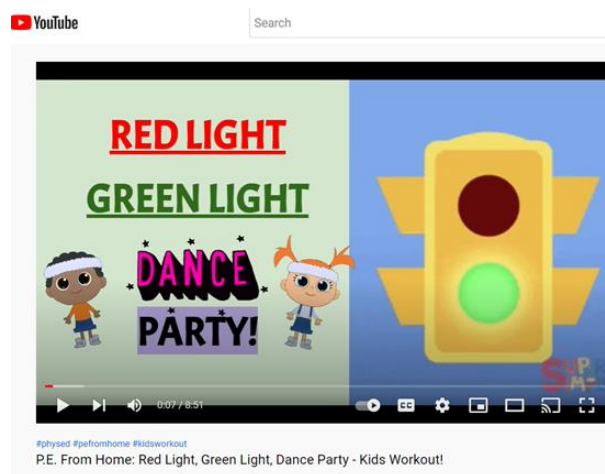 YouTube
Search
RED LIGHT
GREEN LIGHT
DANCE
PARTY!
0:07 / 8:51
CC
#physed #pefromhome #kidsworkout
P.E. From Home: Red Light, Green Light, Dance Party - Kids Workout!